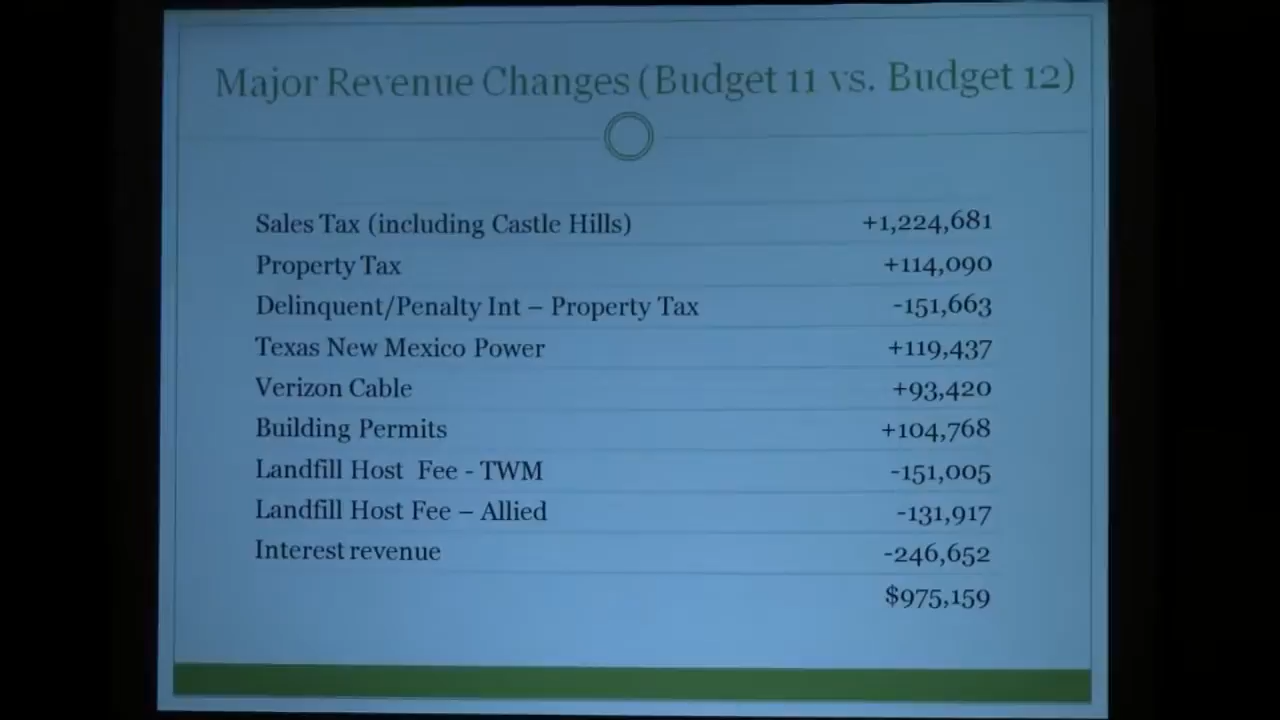 Major Revenue Changes (Budget 11 vs. Budget 12)
Sales Tax (including Castle Hills) +1,224,681
Property Tax +114,090
Delinquent/Penalty Int – Property Tax -151,663
Texas New Mexico Power +119,437
Verizon Cable +93,420
Building Permits +104,768
Landfill Host Fee - TWM -151,005
Landfill Host Fee – Allied -131,917
Interest revenue -246,652
$975,159